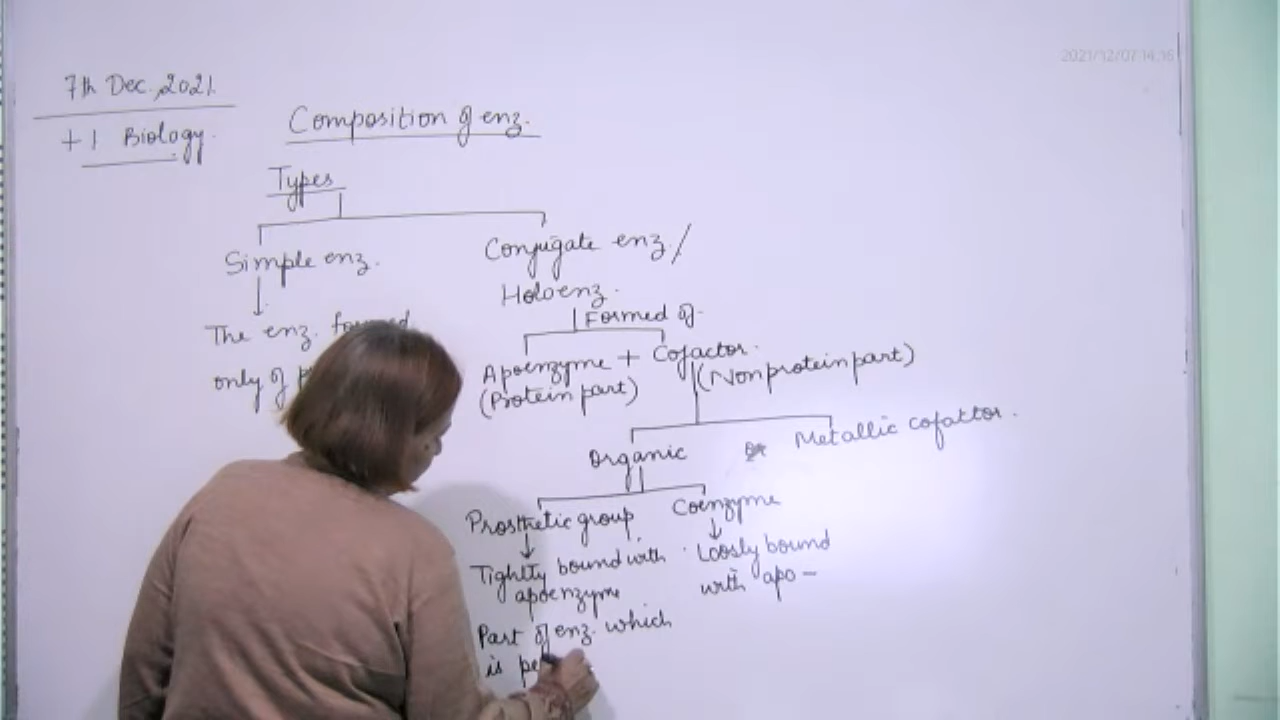 2021/12/07 14:16
7th Dec.,2021.
+1 Biology.
Composition of enz.
Types
Simple enz.
Conjugate enz./
Holoenz.
Formed of
The enz. formed
only of
Apoenzyme + Cofactor.
(Protein part)
(Nonprotein part)
Organic
Metallic cofactor.
Prosthetic group
Coenzyme
Tightly bound with
apoenzyme
Loosly bound
with apo-
Part of enz. which
is pe